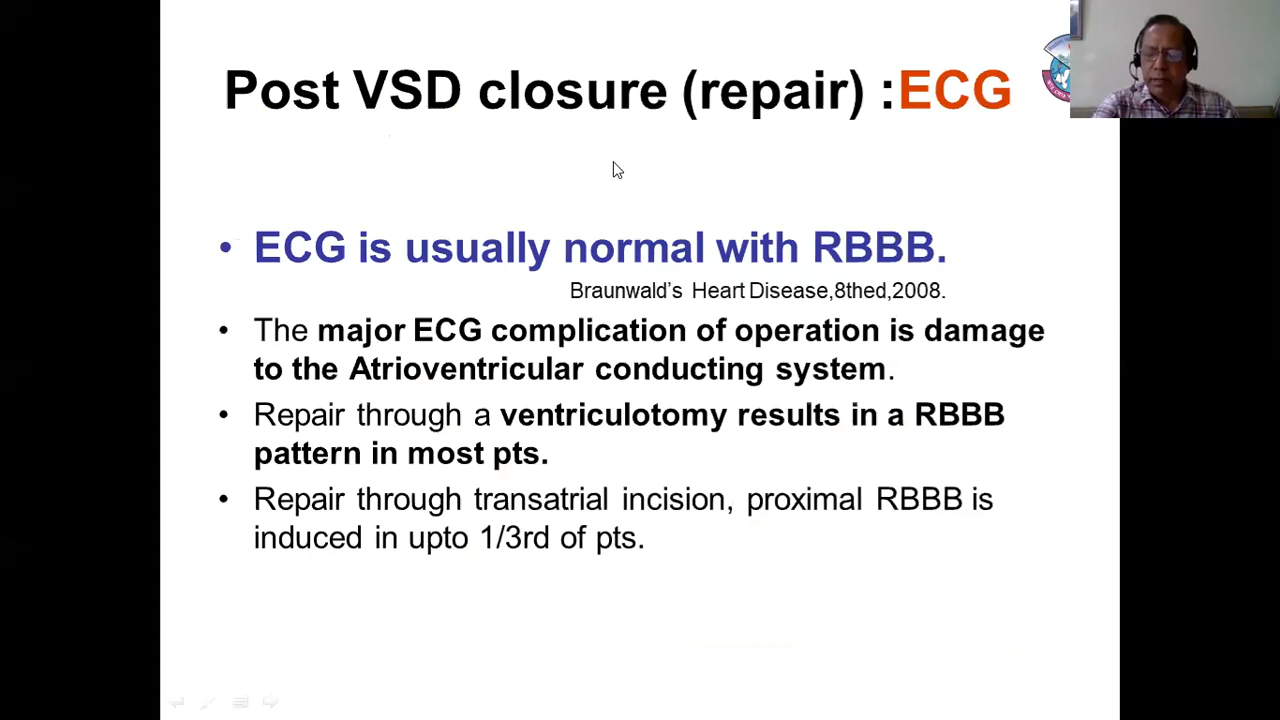 Post VSD closure (repair) :ECG
• ECG is usually normal with RBBB.
Braunwald's Heart Disease,8thed,2008.
• The major ECG complication of operation is damage
to the Atrioventricular conducting system.
• Repair through a ventriculotomy results in a RBBB
pattern in most pts.
• Repair through transatrial incision, proximal RBBB is
induced in upto 1/3rd of pts.